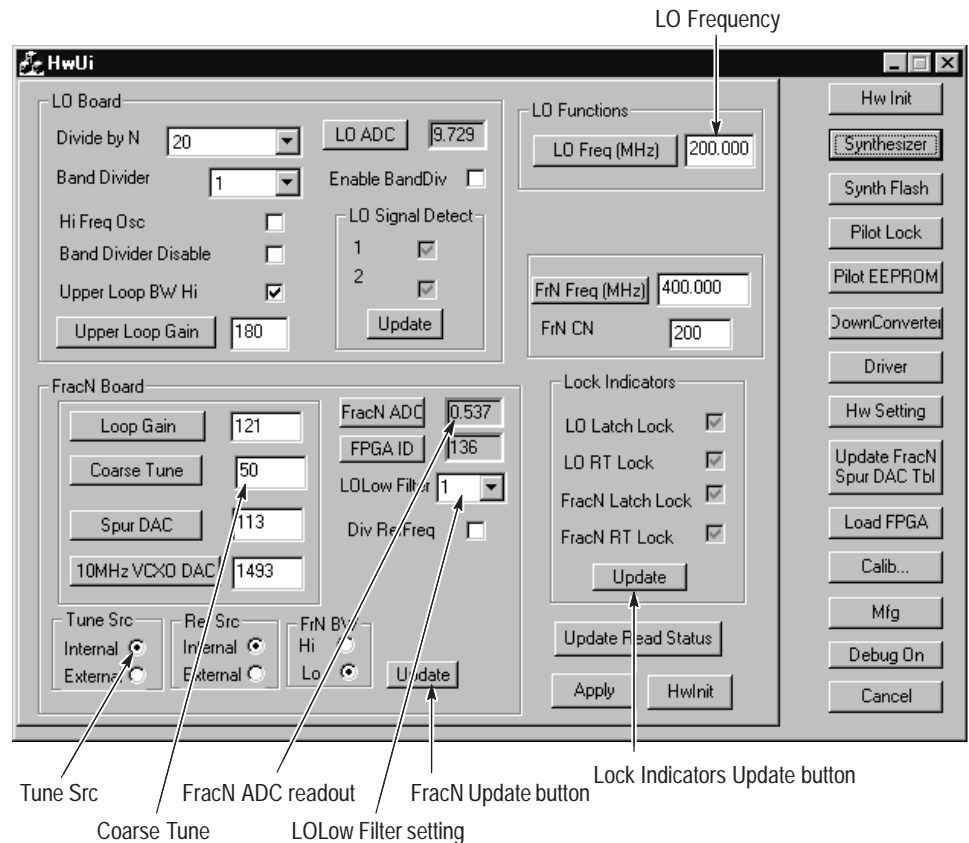 LO Frequency
HwUi
LO Board
Divide by N 20
LO ADC 9.729
Band Divider 1
Enable BandDiv
Hi Freq Osc
Band Divider Disable
Upper Loop BW Hi
Upper Loop Gain 180
LO Signal Detect
1
2
Update
LO Functions
LO Freq (MHz) 200.000
FrN Freq (MHz) 400.000
FrN CN 200
FracN Board
Loop Gain 121
Coarse Tune 50
Spur DAC 113
10MHz VCXO DAC 1493
FracN ADC 0.537
FPGA ID 136
LOLow Filter 1
Div RefFreq
Tune Src
Internal
External
Ref Src
Internal
External
FrN BW
Hi
Lo
Update
Lock Indicators
LO Latch Lock
LO RT Lock
FracN Latch Lock
FracN RT Lock
Update
Update Read Status
Apply
HwInit
Hw Init
Synthesizer
Synth Flash
Pilot Lock
Pilot EEPROM
DownConverter
Driver
Hw Setting
Update FracN
Spur DAC Tbl
Load FPGA
Calib...
Mfg
Debug On
Cancel
Tune Src
Coarse Tune
FracN ADC readout
LOLow Filter setting
FracN Update button
Lock Indicators Update button